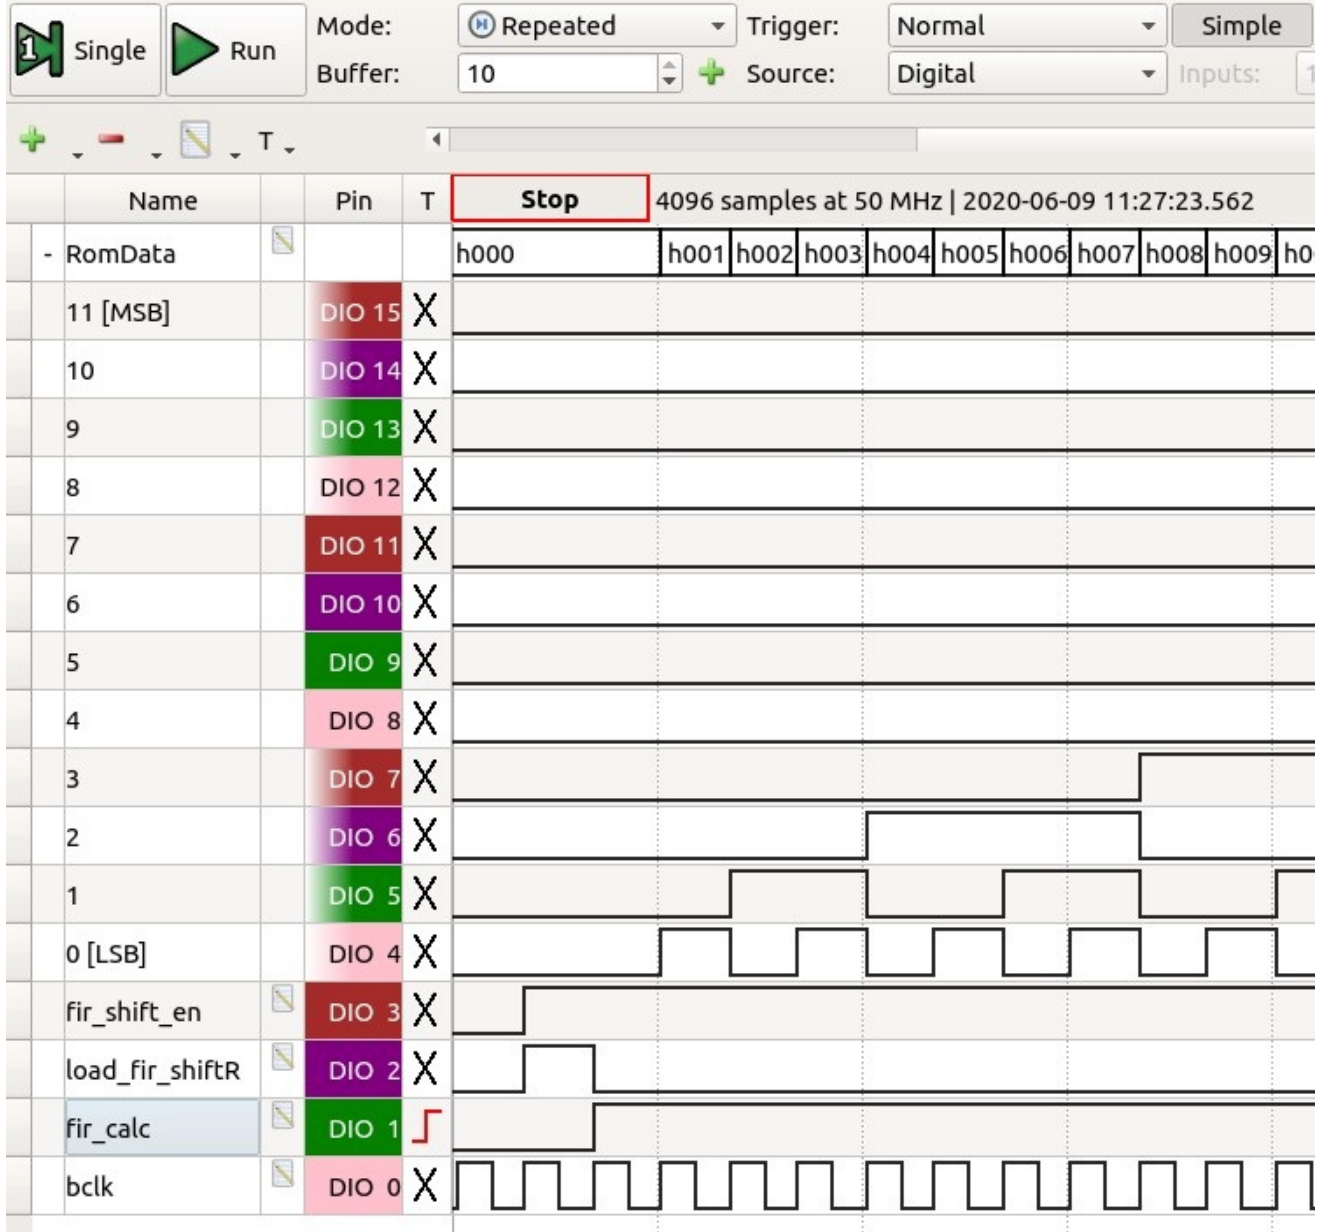 1 Single Run Mode: Repeated Trigger: Normal Simple
Buffer: 10 Source: Digital Inputs: 1
T
Name Pin T Stop 4096 samples at 50 MHz | 2020-06-09 11:27:23.562
- RomData h000 h001 h002 h003 h004 h005 h006 h007 h008 h009 h0
11 [MSB] DIO 15 X
10 DIO 14 X
9 DIO 13 X
8 DIO 12 X
7 DIO 11 X
6 DIO 10 X
5 DIO 9 X
4 DIO 8 X
3 DIO 7 X
2 DIO 6 X
1 DIO 5 X
0 [LSB] DIO 4 X
fir_shift_en DIO 3 X
load_fir_shiftR DIO 2 X
fir_calc DIO 1
bclk DIO 0 X